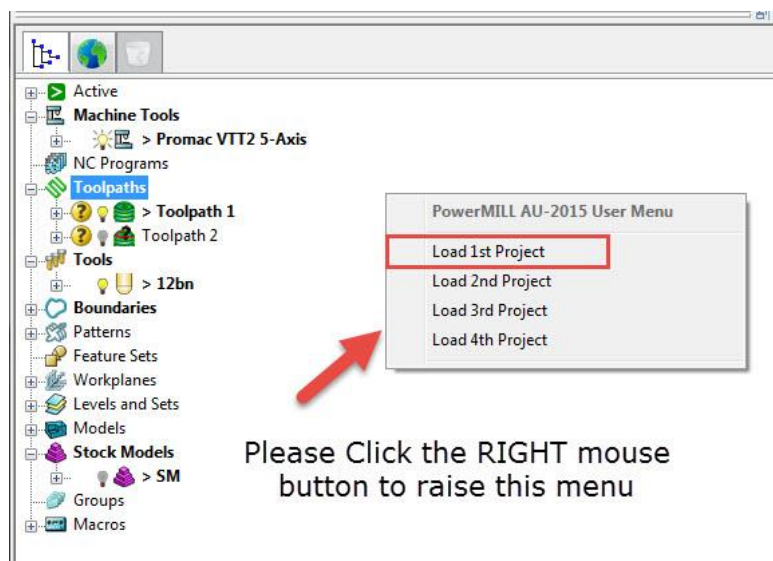 Active
Machine Tools
> Promac VTT2 5-Axis
NC Programs
Toolpaths
> Toolpath 1
Toolpath 2
Tools
> 12bn
Boundaries
Patterns
Feature Sets
Workplanes
Levels and Sets
Models
Stock Models
> SM
Groups
Macros
PowerMILL AU-2015 User Menu
Load 1st Project
Load 2nd Project
Load 3rd Project
Load 4th Project
Please Click the RIGHT mouse
button to raise this menu